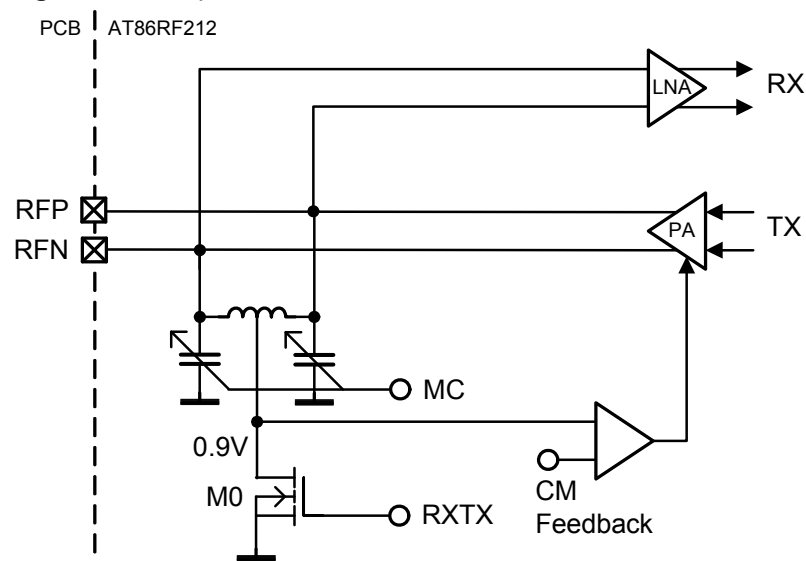 PCB AT86RF212
LNA
RX
RFP
RFN
PA
TX
MC
0.9V
M0
RXTX
CM
Feedback